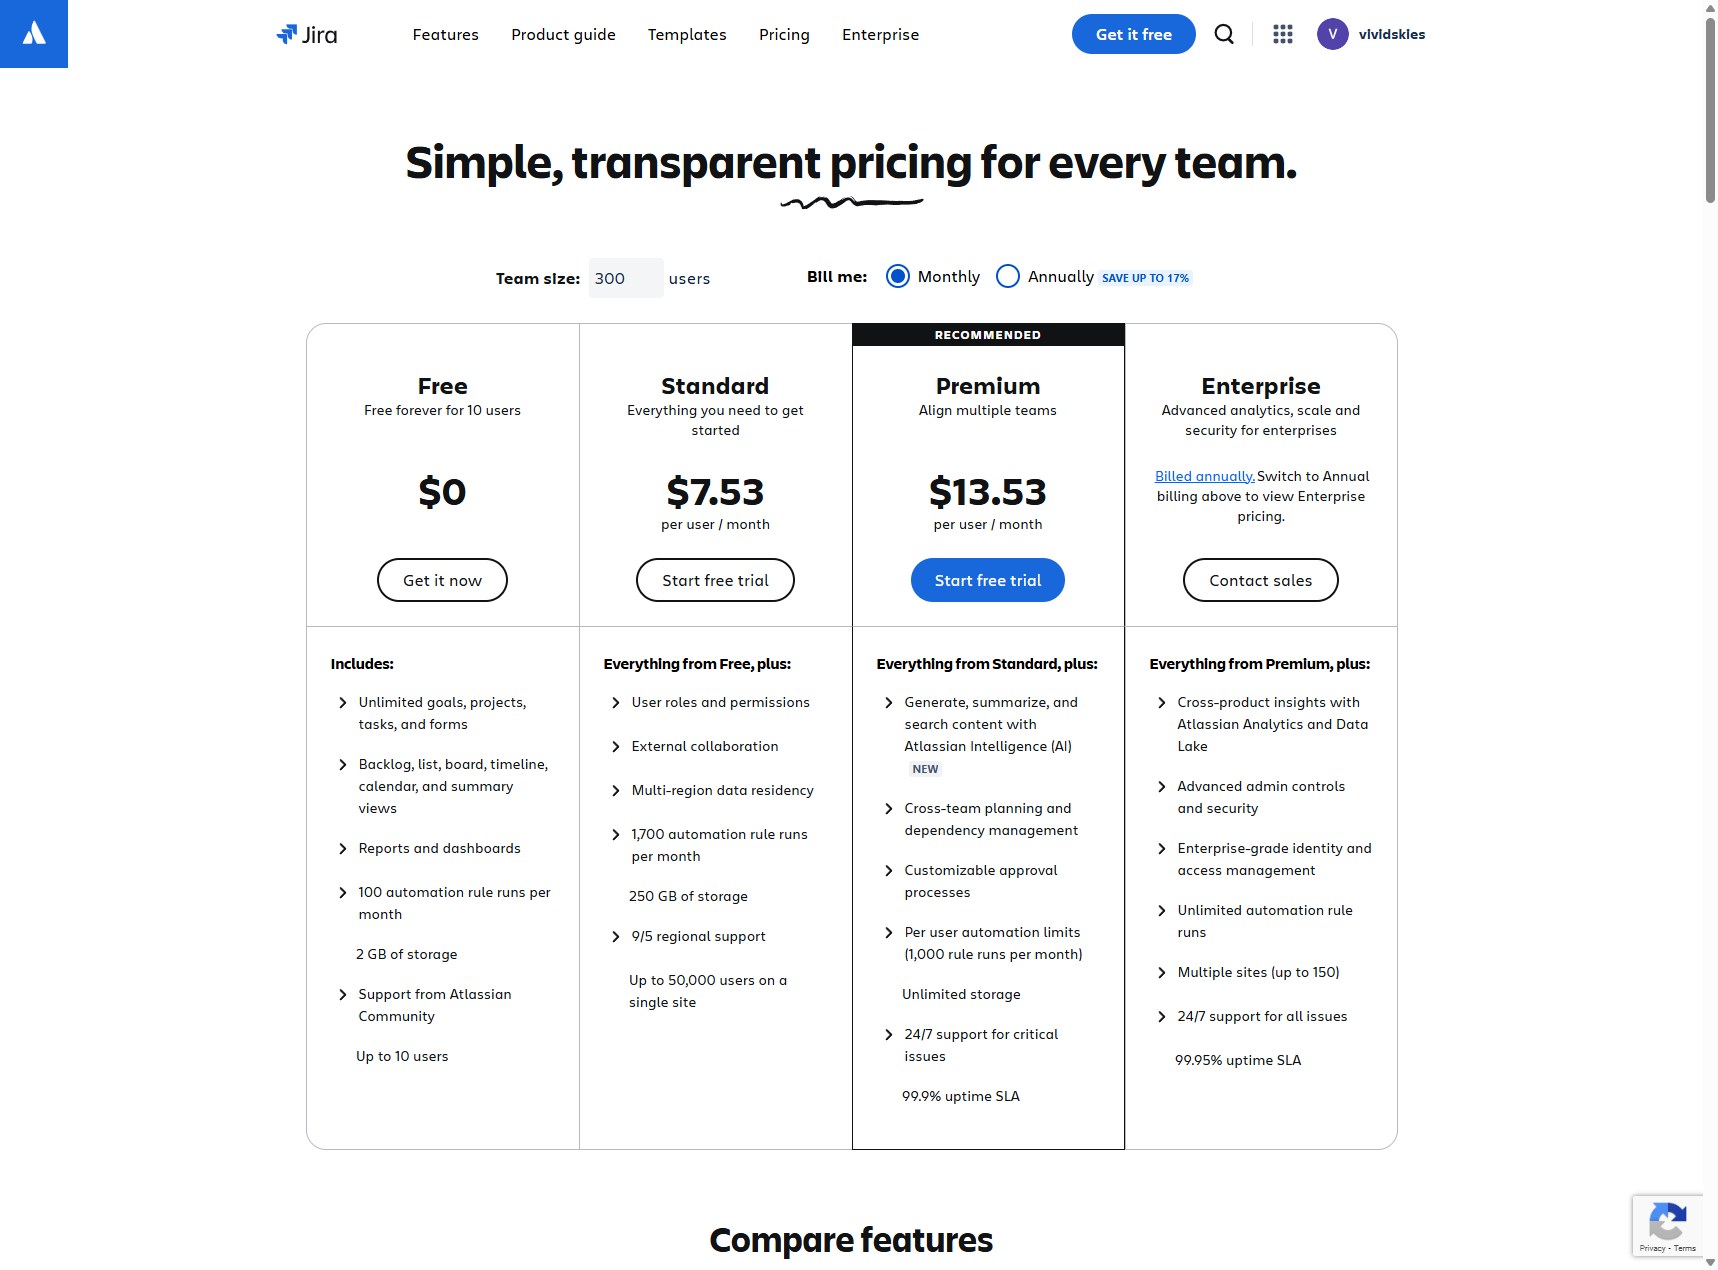 Jira
Features
Product guide
Templates
Pricing
Enterprise
Get it free
V
vividskies
Simple, transparent pricing for every team.
Team size:
300
users
Bill me:
Monthly
Annually
SAVE UP TO 17%
Free
Free forever for 10 users
$0
Get it now
Includes:
Unlimited goals, projects,
tasks, and forms
Backlog, list, board, timeline,
calendar, and summary
views
Reports and dashboards
100 automation rule runs per
month
2 GB of storage
Support from Atlassian
Community
Up to 10 users
Standard
Everything you need to get
started
$7.53
per user / month
Start free trial
Everything from Free, plus:
User roles and permissions
External collaboration
Multi-region data residency
1,700 automation rule runs
per month
250 GB of storage
9/5 regional support
Up to 50,000 users on a
single site
RECOMMENDED
Premium
Align multiple teams
$13.53
per user / month
Start free trial
Everything from Standard, plus:
Generate, summarize, and
search content with
Atlassian Intelligence (AI)
NEW
Cross-team planning and
dependency management
Customizable approval
processes
Per user automation limits
(1,000 rule runs per month)
Unlimited storage
24/7 support for critical
issues
99.9% uptime SLA
Enterprise
Advanced analytics, scale and
security for enterprises
Billed annually. Switch to Annual
billing above to view Enterprise
pricing.
Contact sales
Everything from Premium, plus:
Cross-product insights with
Atlassian Analytics and Data
Lake
Advanced admin controls
and security
Enterprise-grade identity and
access management
Unlimited automation rule
runs
Multiple sites (up to 150)
24/7 support for all issues
99.95% uptime SLA
Compare features
Privacy - Terms